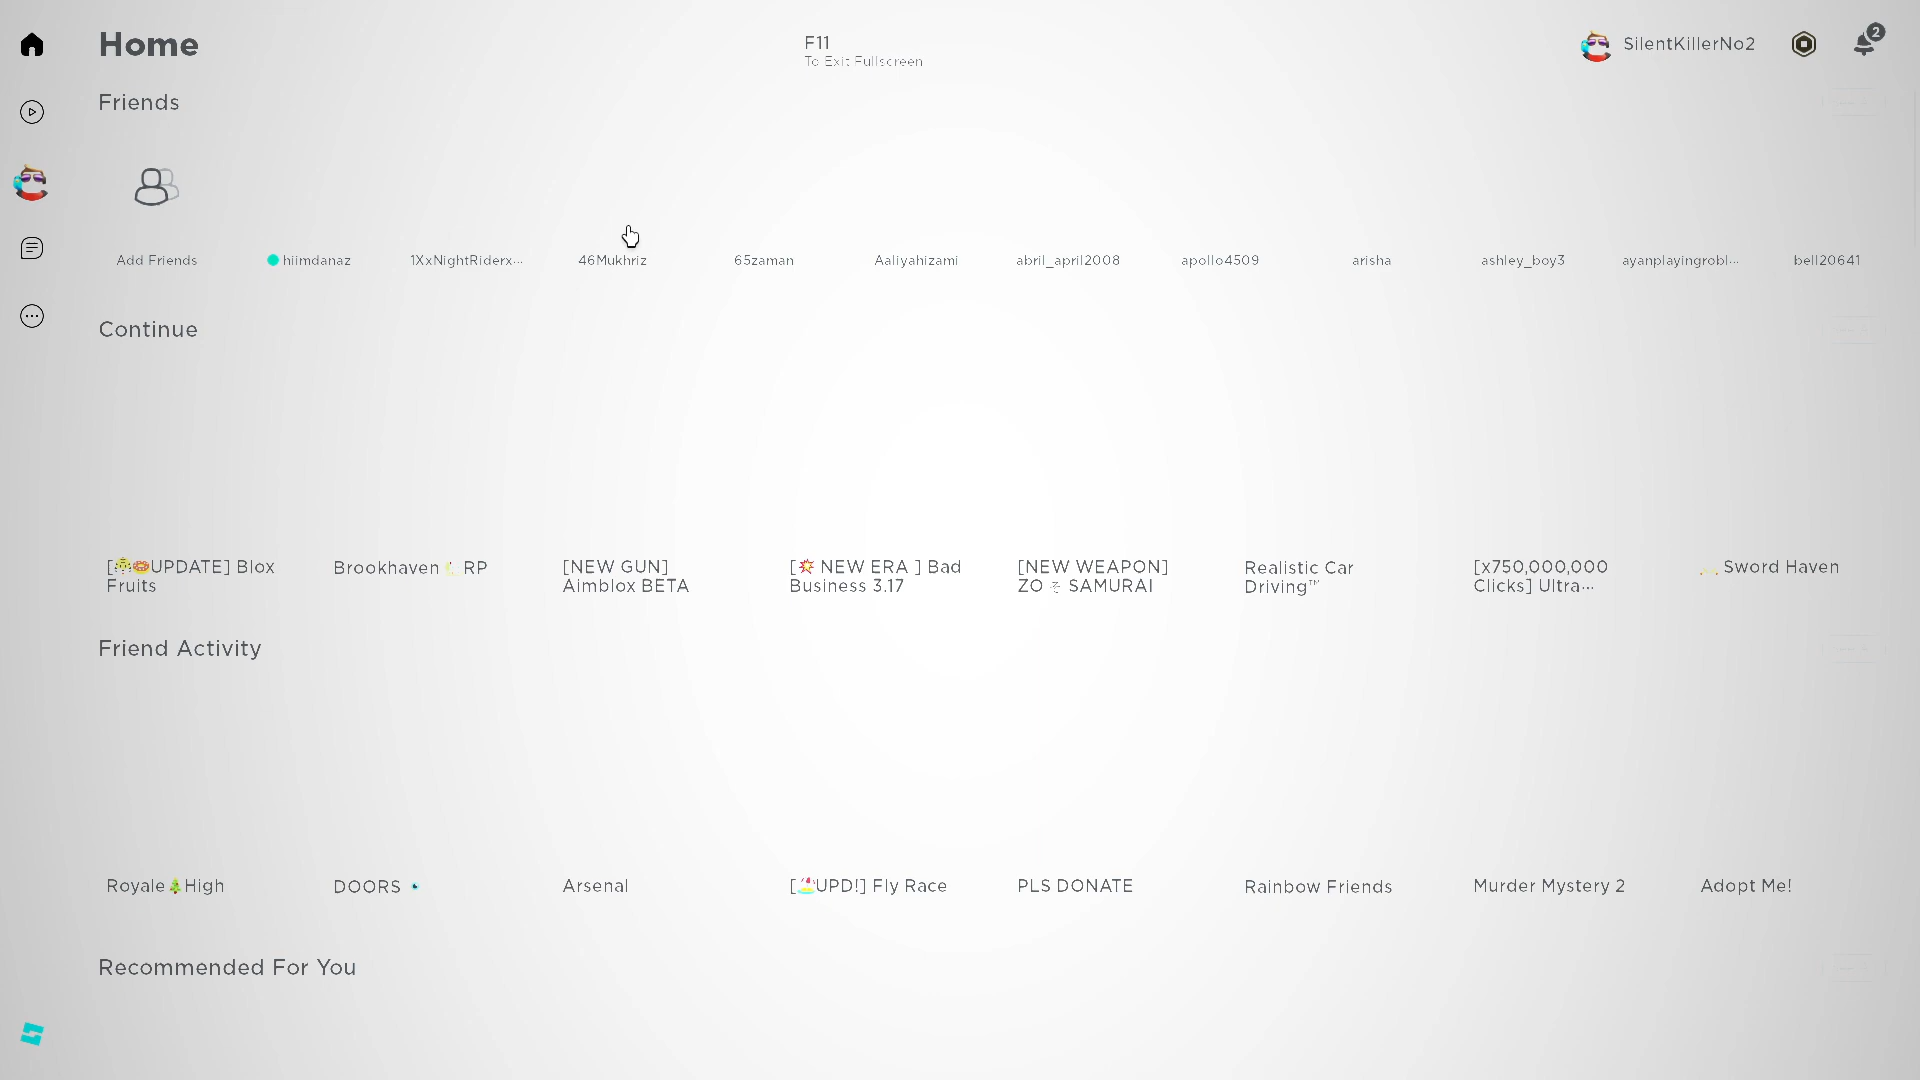 Home
F11
To Exit Fullscreen
SilentKillerNo2
2
Friends
Add Friends
hiimdanaz
1XxNightRiderx...
46Mukhriz
65zaman
Aaliyahizami
abril_april2008
apollo4509
arisha
ashley_boy3
ayanplayingrobl...
bell20641
Continue
[🐯🍩UPDATE] Blox
Fruits
Brookhaven 🏡RP
[NEW GUN]
Aimblox BETA
[💥 NEW ERA ] Bad
Business 3.17
[NEW WEAPON]
ZO そ SAMURAI
Realistic Car
Driving™
[x750,000,000
Clicks] Ultra...
Sword Haven
Friend Activity
Royale🎄High
DOORS 👁
Arsenal
[UPD!] Fly Race
PLS DONATE
Rainbow Friends
Murder Mystery 2
Adopt Me!
Recommended For You